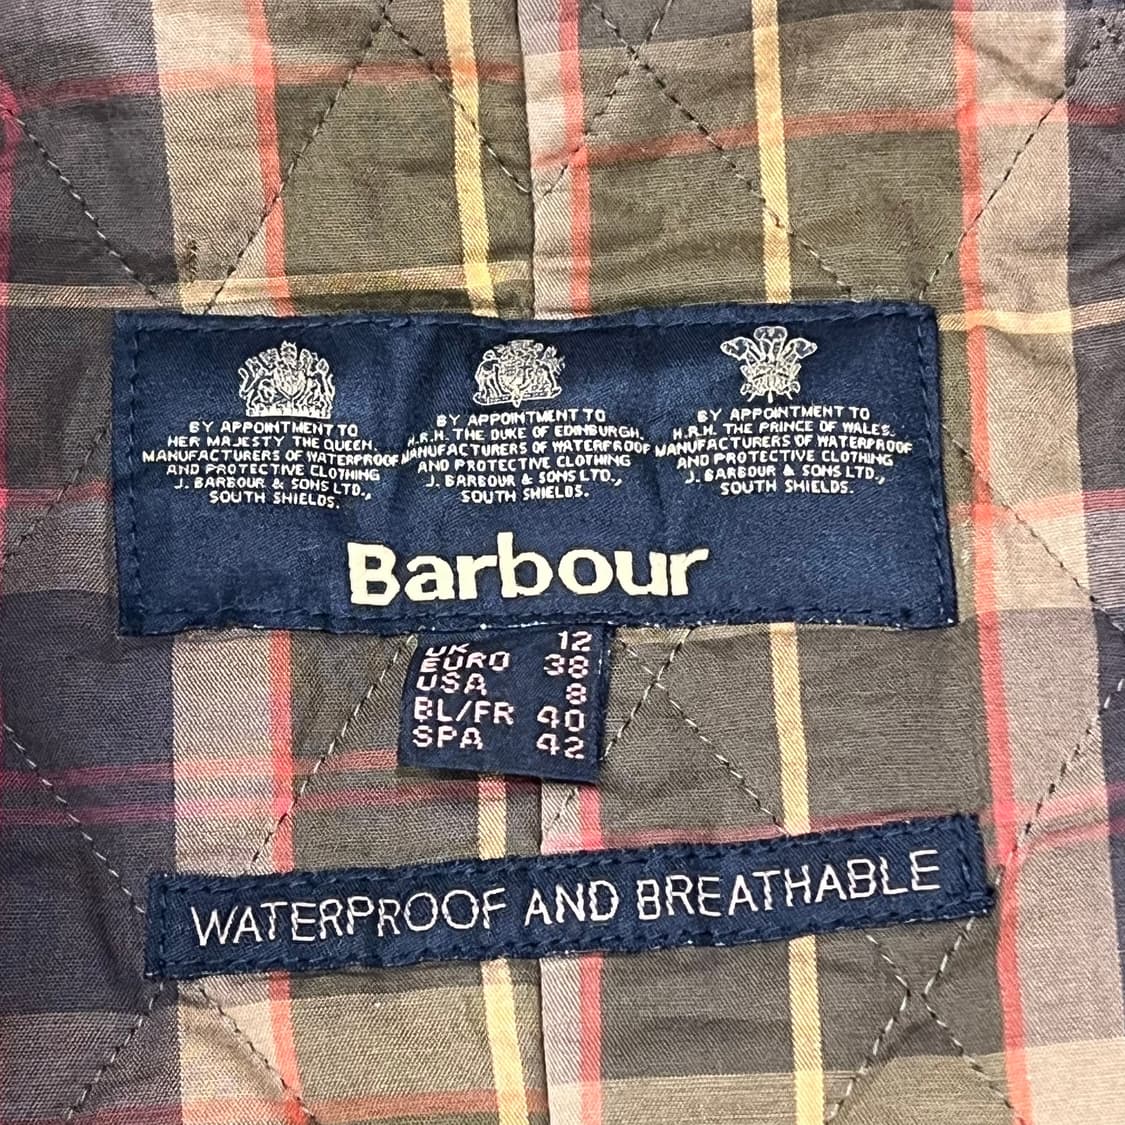 BY APPOINTMENT TO
HER MAJESTY THE QUEEN.
MANUFACTURERS OF WATERPROOF
AND PROTECTIVE CLOTHING
J. BARBOUR & SONS LTD.,
SOUTH SHIELDS.
BY APPOINTMENT TO
H.R.H. THE DUKE OF EDINBURGH.
MANUFACTURERS OF WATERPROOF
AND PROTECTIVE CLOTHING
J. BARBOUR & SONS LTD.,
SOUTH SHIELDS.
BY APPOINTMENT TO
H.R.H. THE PRINCE OF WALES.
MANUFACTURERS OF WATERPROOF
AND PROTECTIVE CLOTHING
J. BARBOUR & SONS LTD.,
SOUTH SHIELDS.
Barbour
UK 12
EURO 38
USA 8
BL/FR 40
SPA 42
WATERPROOF AND BREATHABLE